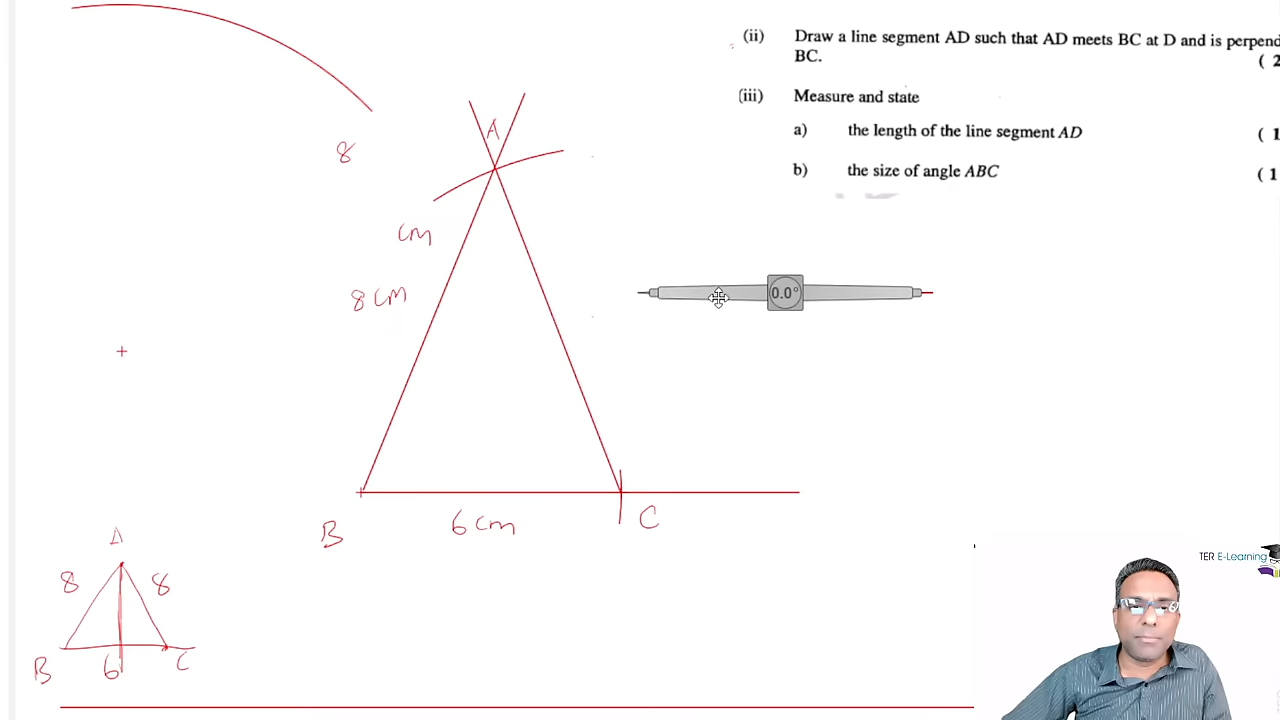 (ii) Draw a line segment AD such that AD meets BC at D and is perpend
BC.
( 2
(iii) Measure and state
a) the length of the line segment AD ( 1
b) the size of angle ABC ( 1
A
8
cm
8 cm
0.0°
B
6 cm
C
A
8
8
B
6
C
TER E-Learning